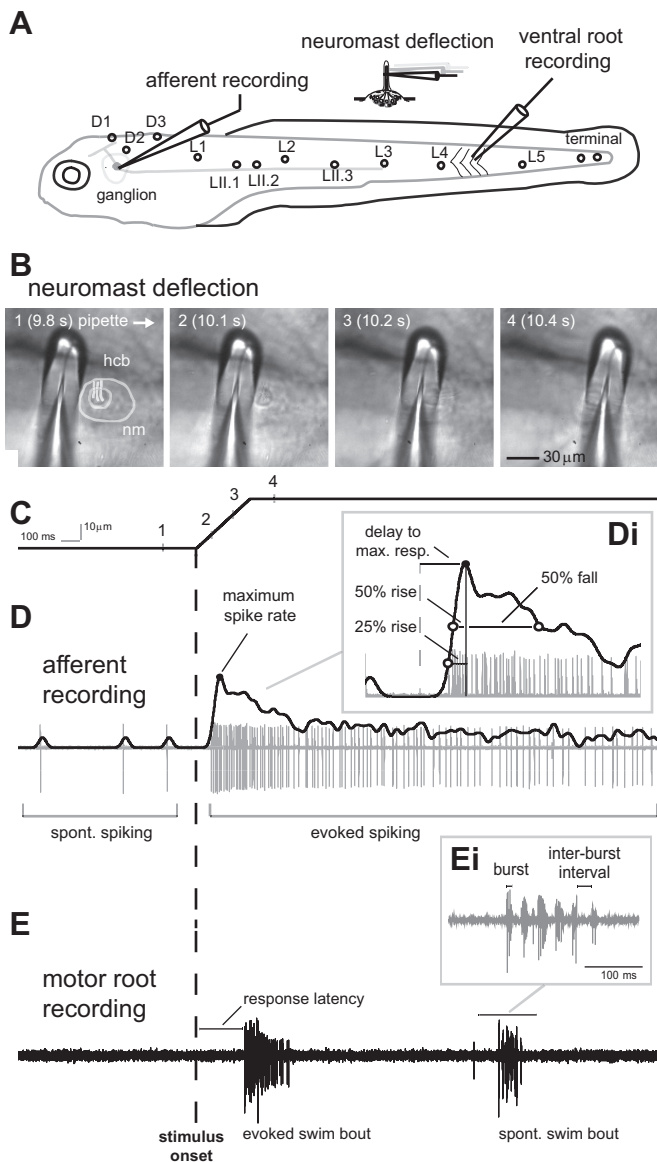 A
neuromast deflection
afferent recording
ventral root
recording
D1
D2
D3
L1
LII.1
LII.2
L2
LII.3
L3
L4
L5
terminal
ganglion
B
neuromast deflection
1 (9.8 s) pipette
hcb
nm
2 (10.1 s)
3 (10.2 s)
4 (10.4 s)
30 μm
C
100 ms
10μm
1
2
3
4
Di
delay to
max. resp.
50% rise
25% rise
50% fall
D
afferent
recording
maximum
spike rate
spont. spiking
evoked spiking
Ei
burst
inter-burst
interval
100 ms
E
motor root
recording
response latency
stimulus
onset
evoked swim bout
spont. swim bout